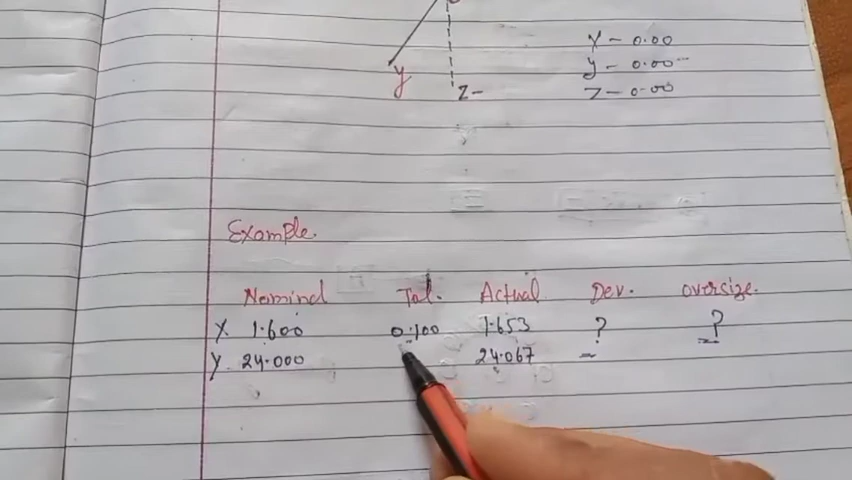 X - 0.00
y - 0.00
y
Z-
Z - 0.00
Example.
Nominal Tol. Actual Dev. oversize.
X 1.600 0.100 1.653 ? ?
Y 24.000 24.067